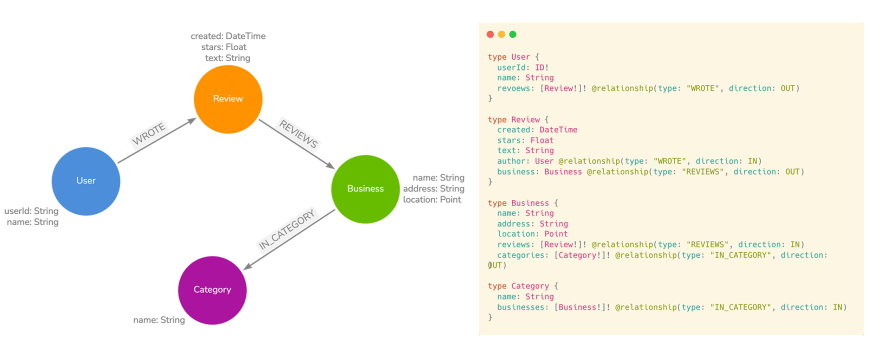 created: DateTime
stars: Float
text: String
Review
WROTE
REVIEWS
User
userId: String
name: String
Business
name: String
address: String
location: Point
IN_CATEGORY
Category
name: String
type User {
  userId: ID!
  name: String
  revoews: [Review!]! @relationship(type: "WROTE", direction: OUT)
}
type Review {
  created: DateTime
  stars: Float
  text: String
  author: User @relationship(type: "WROTE", direction: IN)
  business: Business @relationship(type: "REVIEWS", direction: OUT)
}
type Business {
  name: String
  address: String
  location: Point
  reviews: [Review!]! @relationship(type: "REVIEWS", direction: IN)
  categories: [Category!]! @relationship(type: "IN_CATEGORY", direction:
OUT)
type Category {
  name: String
  businesses: [Business!]! @relationship(type: "IN_CATEGORY", direction: IN)
}